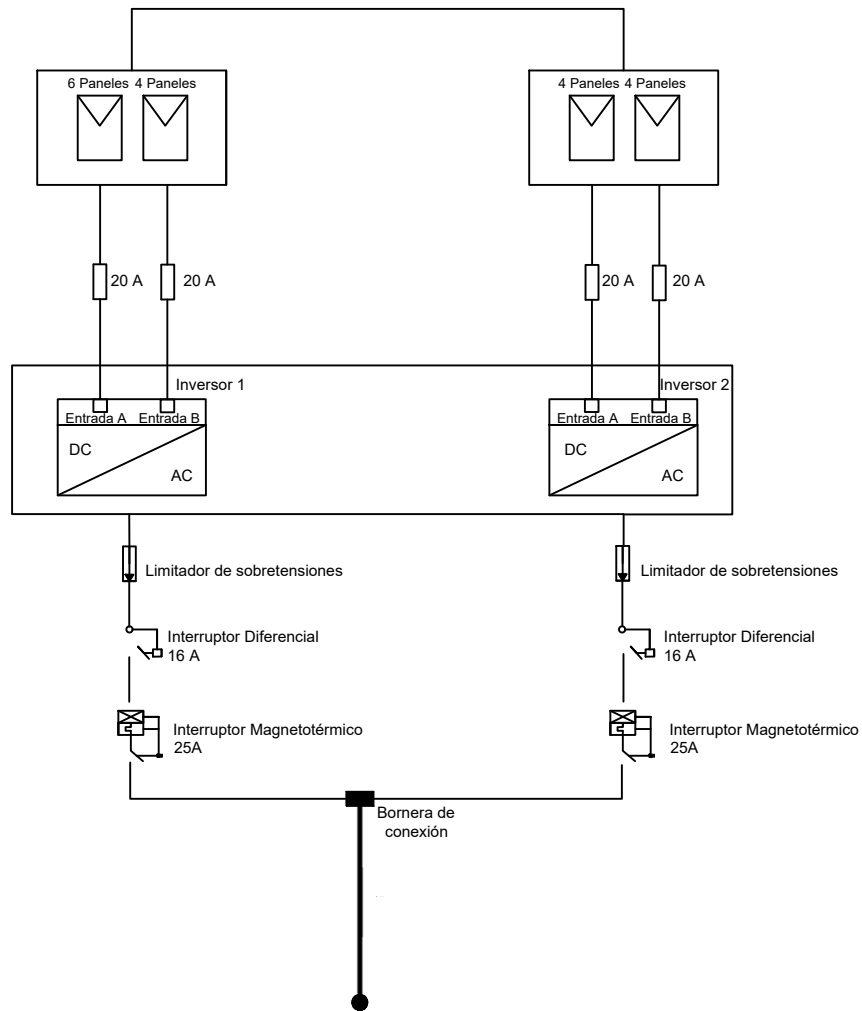 6 Paneles 4 Paneles
4 Paneles 4 Paneles
20 A
20 A
20 A
20 A
Inversor 1
Inversor 2
Entrada A
Entrada B
Entrada A
Entrada B
DC
AC
DC
AC
Limitador de sobretensiones
Limitador de sobretensiones
Interruptor Diferencial
16 A
Interruptor Diferencial
16 A
Interruptor Magnetotérmico
25A
Interruptor Magnetotérmico
25A
Bornera de
conexión